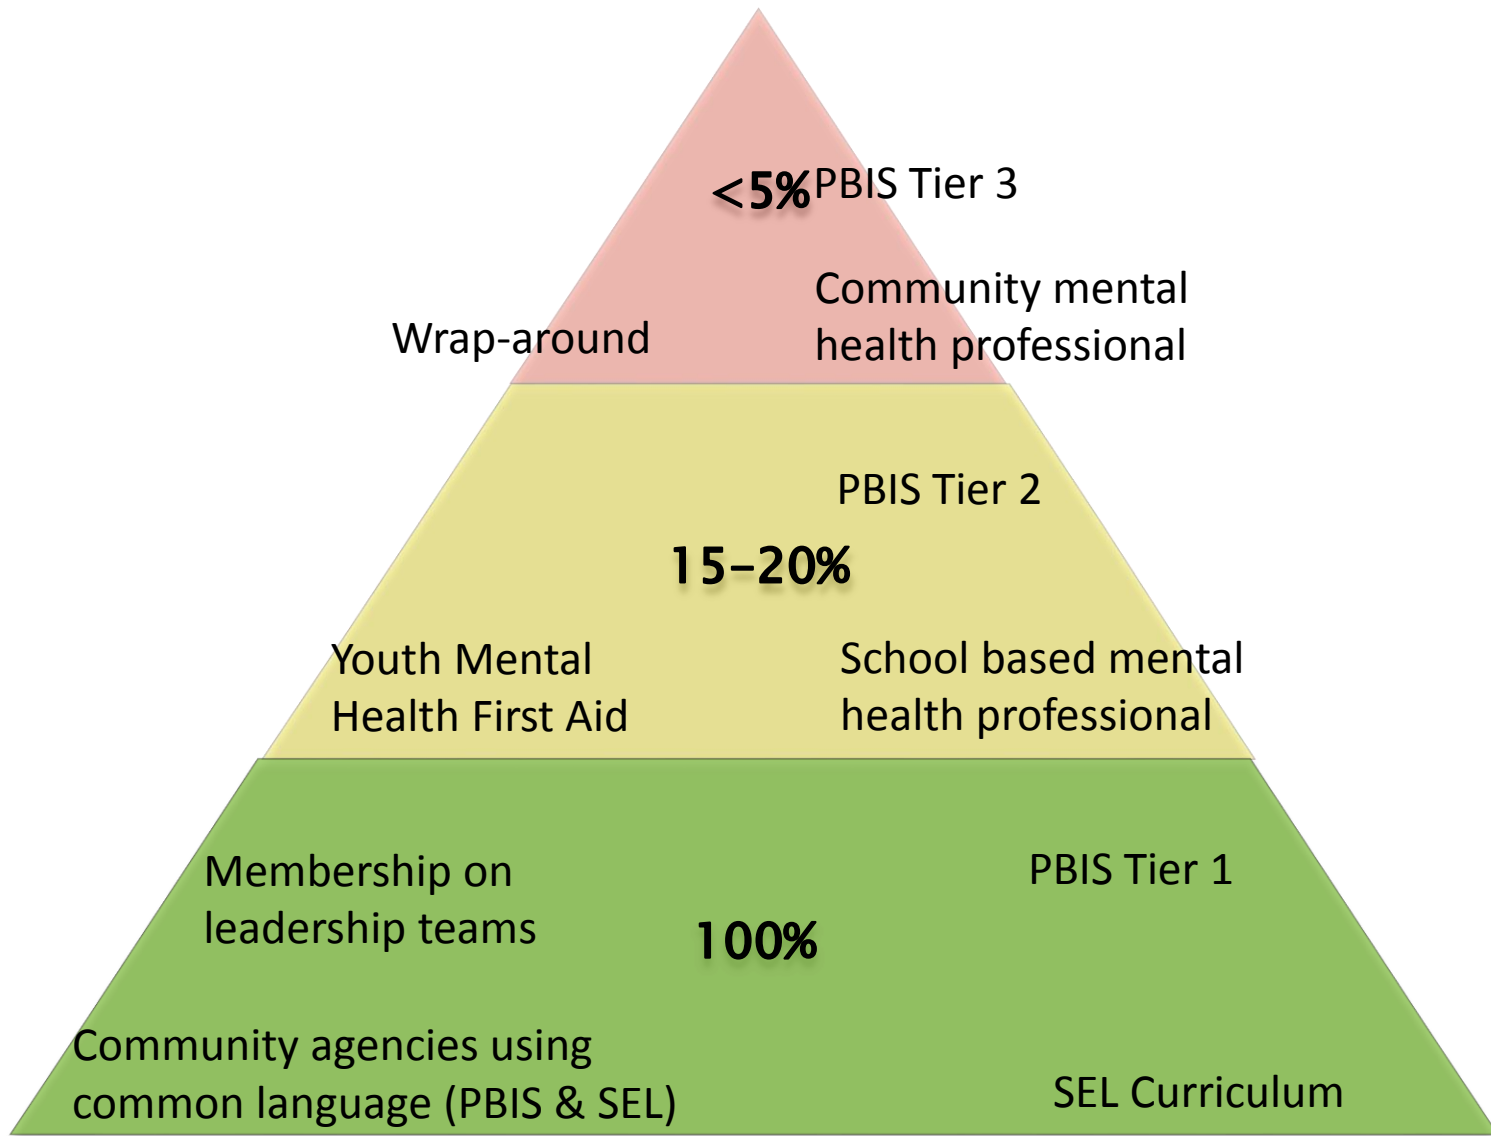 <5%
PBIS Tier 3
Community mental
health professional
Wrap-around
PBIS Tier 2
15–20%
Youth Mental
Health First Aid
School based mental
health professional
Membership on
leadership teams
PBIS Tier 1
100%
Community agencies using
common language (PBIS & SEL)
SEL Curriculum